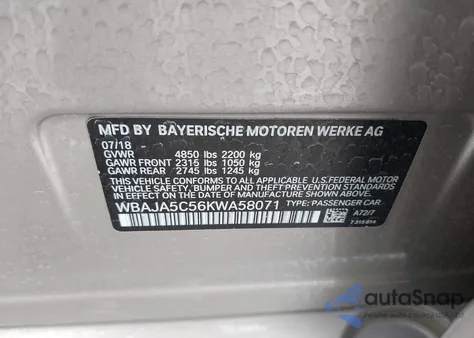 MFD BY BAYERISCHE MOTOREN WERKE AG
07/18
GVWR 4850 lbs 2200 kg
GAWR FRONT 2315 lbs 1050 kg
GAWR REAR 2745 lbs 1245 kg
THIS VEHICLE CONFORMS TO ALL APPLICABLE U.S. FEDERAL MOTOR
VEHICLE SAFETY, BUMPER AND THEFT PREVENTION STANDARDS
IN EFFECT ON THE DATE OF MANUFACTURE SHOWN ABOVE.
WBAJA5C56KWA58071 TYPE: PASSENGER CAR
A72/7
autoSnap